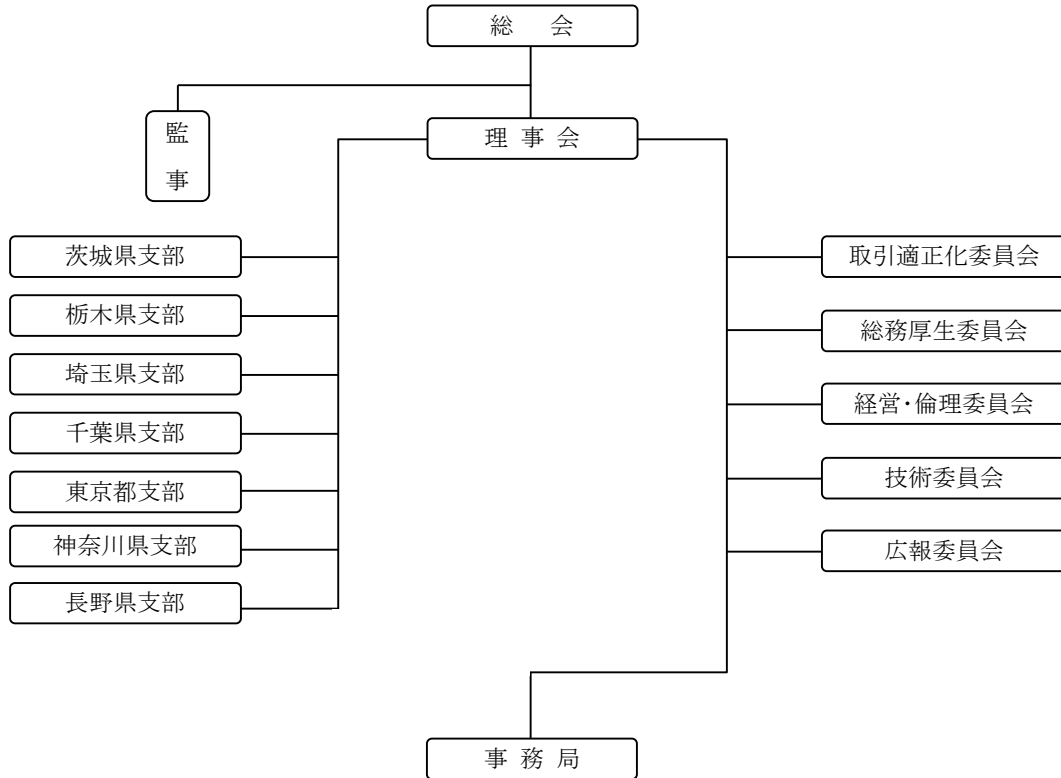 総　会
監
事
理 事 会
茨城県支部
栃木県支部
埼玉県支部
千葉県支部
東京都支部
神奈川県支部
長野県支部
取引適正化委員会
総務厚生委員会
経営・倫理委員会
技術委員会
広報委員会
事 務 局